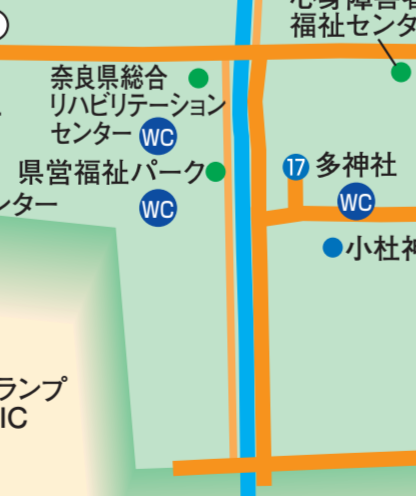 福祉センタ
奈良県総合
リハビリテーション
センター
WC
県営福祉パーク
17
多神社
ンター
WC
WC
小杜神
ランプ
IC